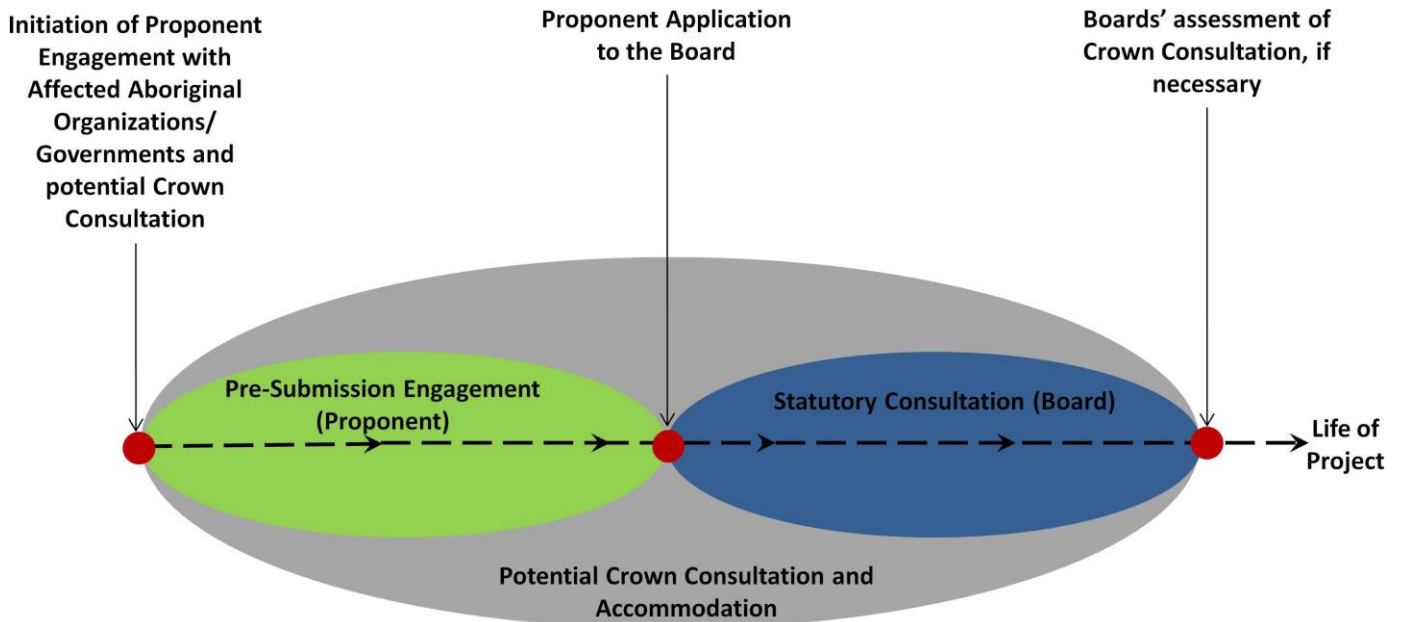 Initiation of Proponent
Engagement with
Affected Aboriginal
Organizations/
Governments and
potential Crown
Consultation
Proponent Application
to the Board
Boards’ assessment of
Crown Consultation, if
necessary
Pre-Submission Engagement
(Proponent)
Statutory Consultation (Board)
Life of
Project
Potential Crown Consultation and
Accommodation